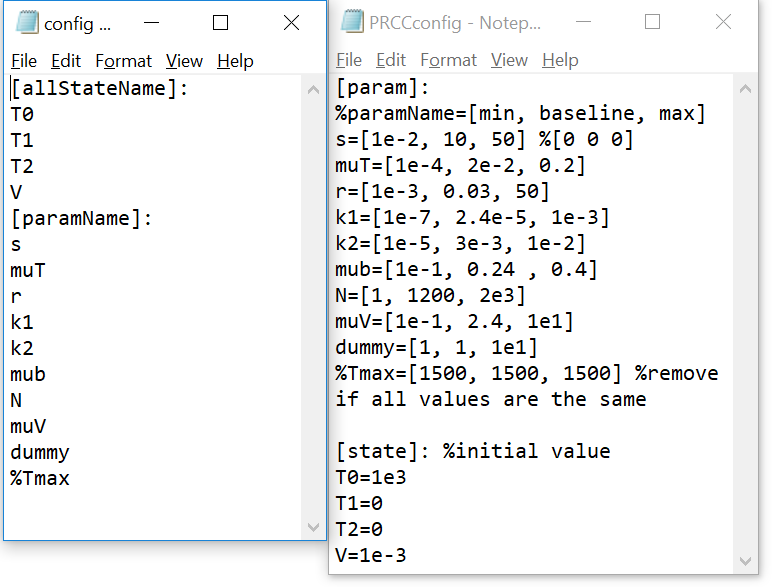 config ...
File Edit Format View Help
[allStateName]:
T0
T1
T2
V
[paramName]:
s
muT
r
k1
k2
mub
N
muV
dummy
%Tmax
PRCCconfig - Notep...
File Edit Format View Help
[param]:
%paramName=[min, baseline, max]
s=[1e-2, 10, 50] %[0 0 0]
muT=[1e-4, 2e-2, 0.2]
r=[1e-3, 0.03, 50]
k1=[1e-7, 2.4e-5, 1e-3]
k2=[1e-5, 3e-3, 1e-2]
mub=[1e-1, 0.24 , 0.4]
N=[1, 1200, 2e3]
muV=[1e-1, 2.4, 1e1]
dummy=[1, 1, 1e1]
%Tmax=[1500, 1500, 1500] %remove
if all values are the same
[state]: %initial value
T0=1e3
T1=0
T2=0
V=1e-3